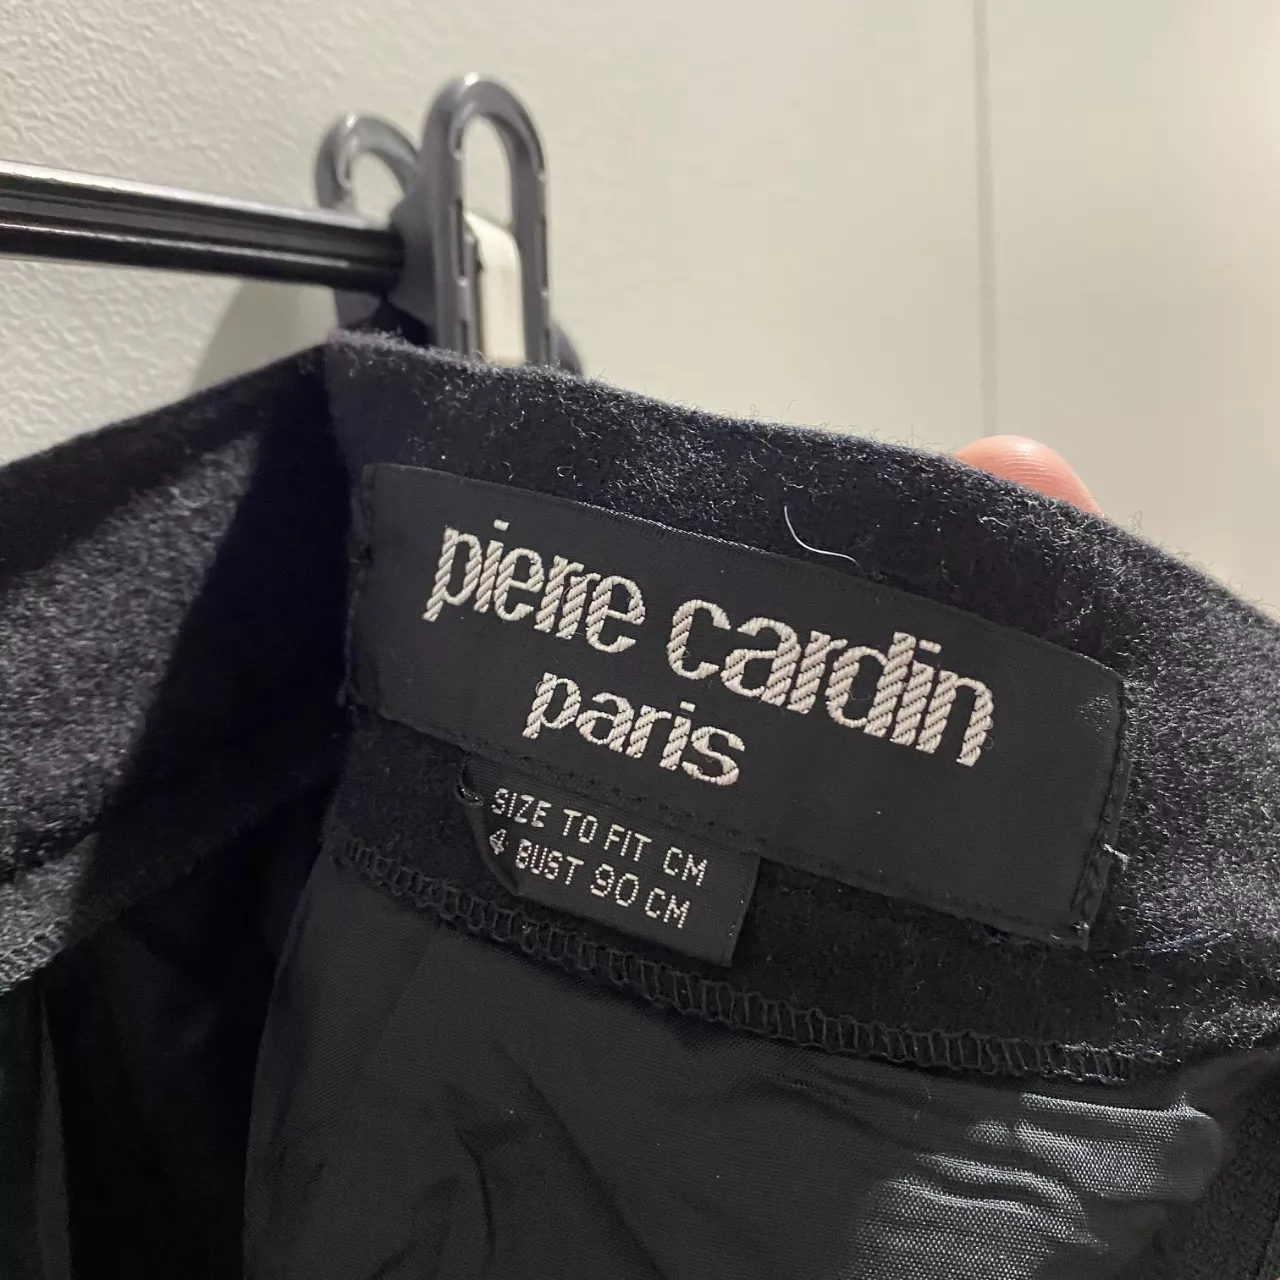 pierre cardin
paris
SIZE TO FIT CM
4 BUST 90 CM